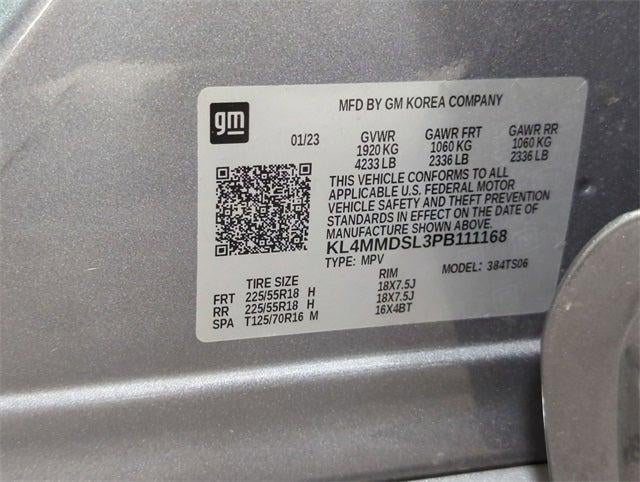 gm
MFD BY GM KOREA COMPANY
01/23 GVWR GAWR FRT GAWR RR
1920 KG 1060 KG 1060 KG
4233 LB 2336 LB 2336 LB
THIS VEHICLE CONFORMS TO ALL
APPLICABLE U.S. FEDERAL MOTOR
VEHICLE SAFETY AND THEFT PREVENTION
STANDARDS IN EFFECT ON THE DATE OF
MANUFACTURE SHOWN ABOVE.
KL4MMDSL3PB111168
TYPE: MPV MODEL: 384TS06
TIRE SIZE RIM
FRT 225/55R18 H 18X7.5J
RR 225/55R18 H 18X7.5J
SPA T125/70R16 M 16X4BT